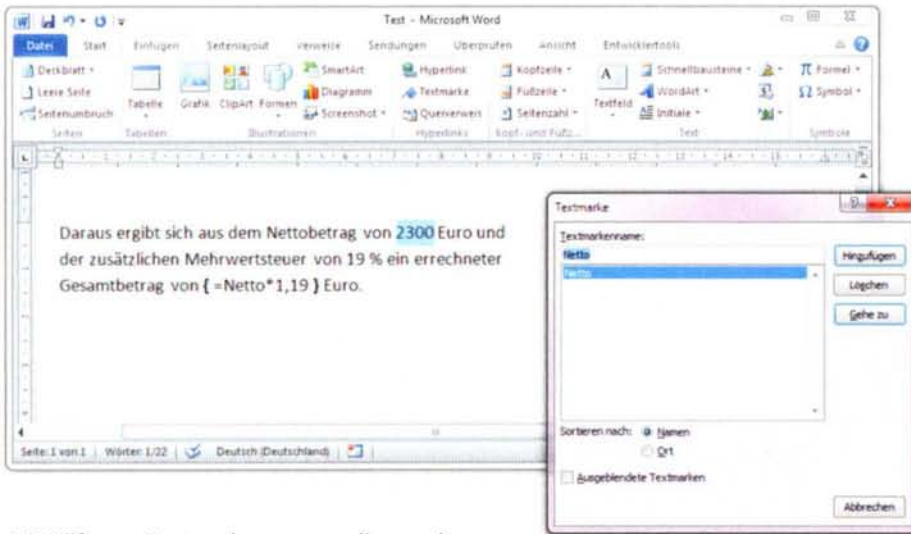 Test - Microsoft Word
Datei Start Einfügen Seitenlayout Verweise Sendungen Überprüfen Ansicht Entwicklertools
Deckblatt
Leere Seite
Seitenumbruch
Tabelle
Grafik ClipArt Formen
SmartArt
Diagramm
Screenshot
Hyperlink
Textmarke
Querverweis
Kopfzeile
Fußzeile
Seitenzahl
Textfeld
Schnellbausteine
WordArt
Initiale
Formel
Symbol
Seiten Tabellen Illustrationen Hyperlinks Kopf- und Fußz... Text Symbole
Daraus ergibt sich aus dem Nettobetrag von 2300 Euro und
der zusätzlichen Mehrwertsteuer von 19 % ein errechneter
Gesamtbetrag von { =Netto*1,19 } Euro.
Seite: 1 von 1 Wörter: 1/22 Deutsch (Deutschland)
Textmarke
Textmarkenname:
Netto
Netto
Hinzufügen
Löschen
Gehe zu
Sortieren nach: Namen
Ort
Ausgeblendete Textmarken
Abbrechen